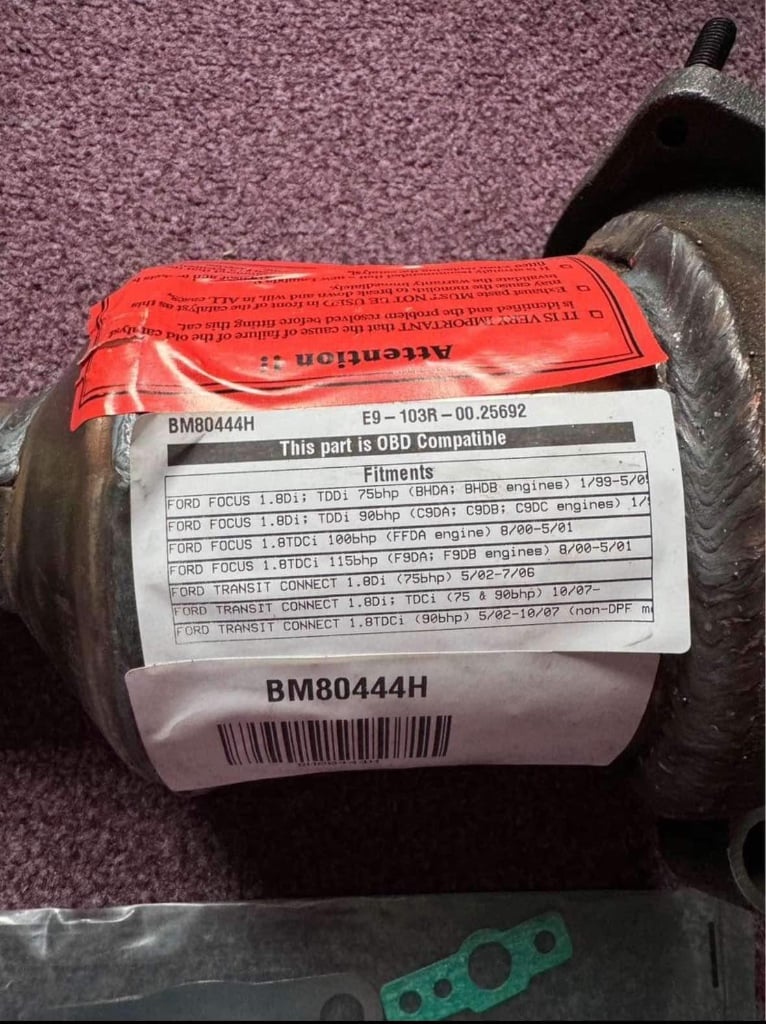 Attention !!
IT IS VERY IMPORTANT that the cause of failure of the old catalyst
is identified and the problem resolved before fitting this cat.
Exhaust paste MUST NOT BE USED in front of the catalyst as this
may cause the monolith to break down and will, in ALL cases,
invalidate the warranty immediately.
BM80444H E9-103R-00.25692
This part is OBD Compatible
Fitments
FORD FOCUS 1.8Di; TDDi 75bhp (BHDA; BHDB engines) 1/99-5/0
FORD FOCUS 1.8Di; TDDi 90bhp (C9DA; C9DB; C9DC engines) 1/
FORD FOCUS 1.8TDCi 100bhp (FFDA engine) 8/00-5/01
FORD FOCUS 1.8TDCi 115bhp (F9DA; F9DB engines) 8/00-5/01
FORD TRANSIT CONNECT 1.8Di (75bhp) 5/02-7/06
FORD TRANSIT CONNECT 1.8Di; TDCi (75 & 90bhp) 10/07-
FORD TRANSIT CONNECT 1.8TDCi (90bhp) 5/02-10/07 (non-DPF m
BM80444H
BM80444H